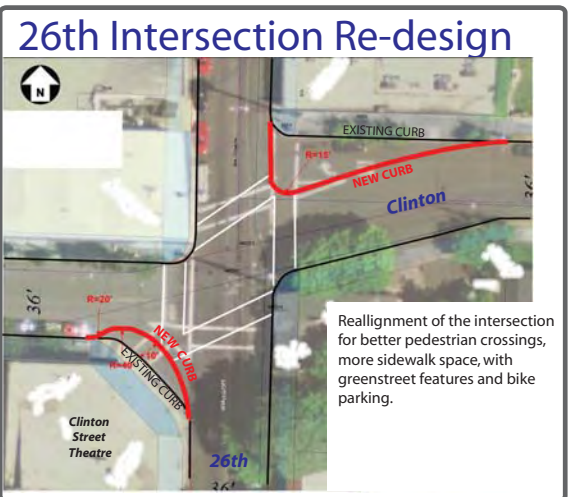 26th Intersection Re-design
N
EXISTING CURB
R=15'
NEW CURB
Clinton
36'
36'
R=20'
NEW CURB
R=40'
10'
EXISTING CURB
Reallignment of the intersection
for better pedestrian crossings,
more sidewalk space, with
greenstreet features and bike
parking.
Clinton
Street
Theatre
26th
36'